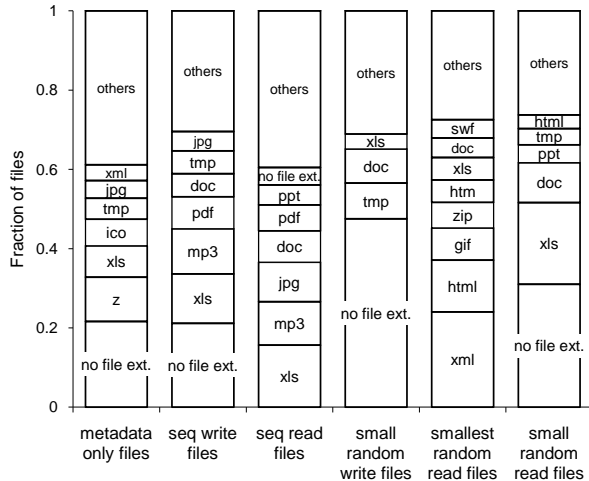 Fraction of files
1
0.8
0.6
0.4
0.2
0
others
xml
jpg
tmp
ico
xls
z
no file ext.
metadata
only files
others
jpg
tmp
doc
pdf
mp3
xls
no file ext.
seq write
files
others
no file ext.
ppt
pdf
doc
jpg
mp3
xls
seq read
files
others
xls
doc
tmp
no file ext.
small
random
write files
others
swf
doc
xls
htm
zip
gif
html
xml
smallest
random
read files
others
html
tmp
ppt
doc
xls
no file ext.
small
random
read files